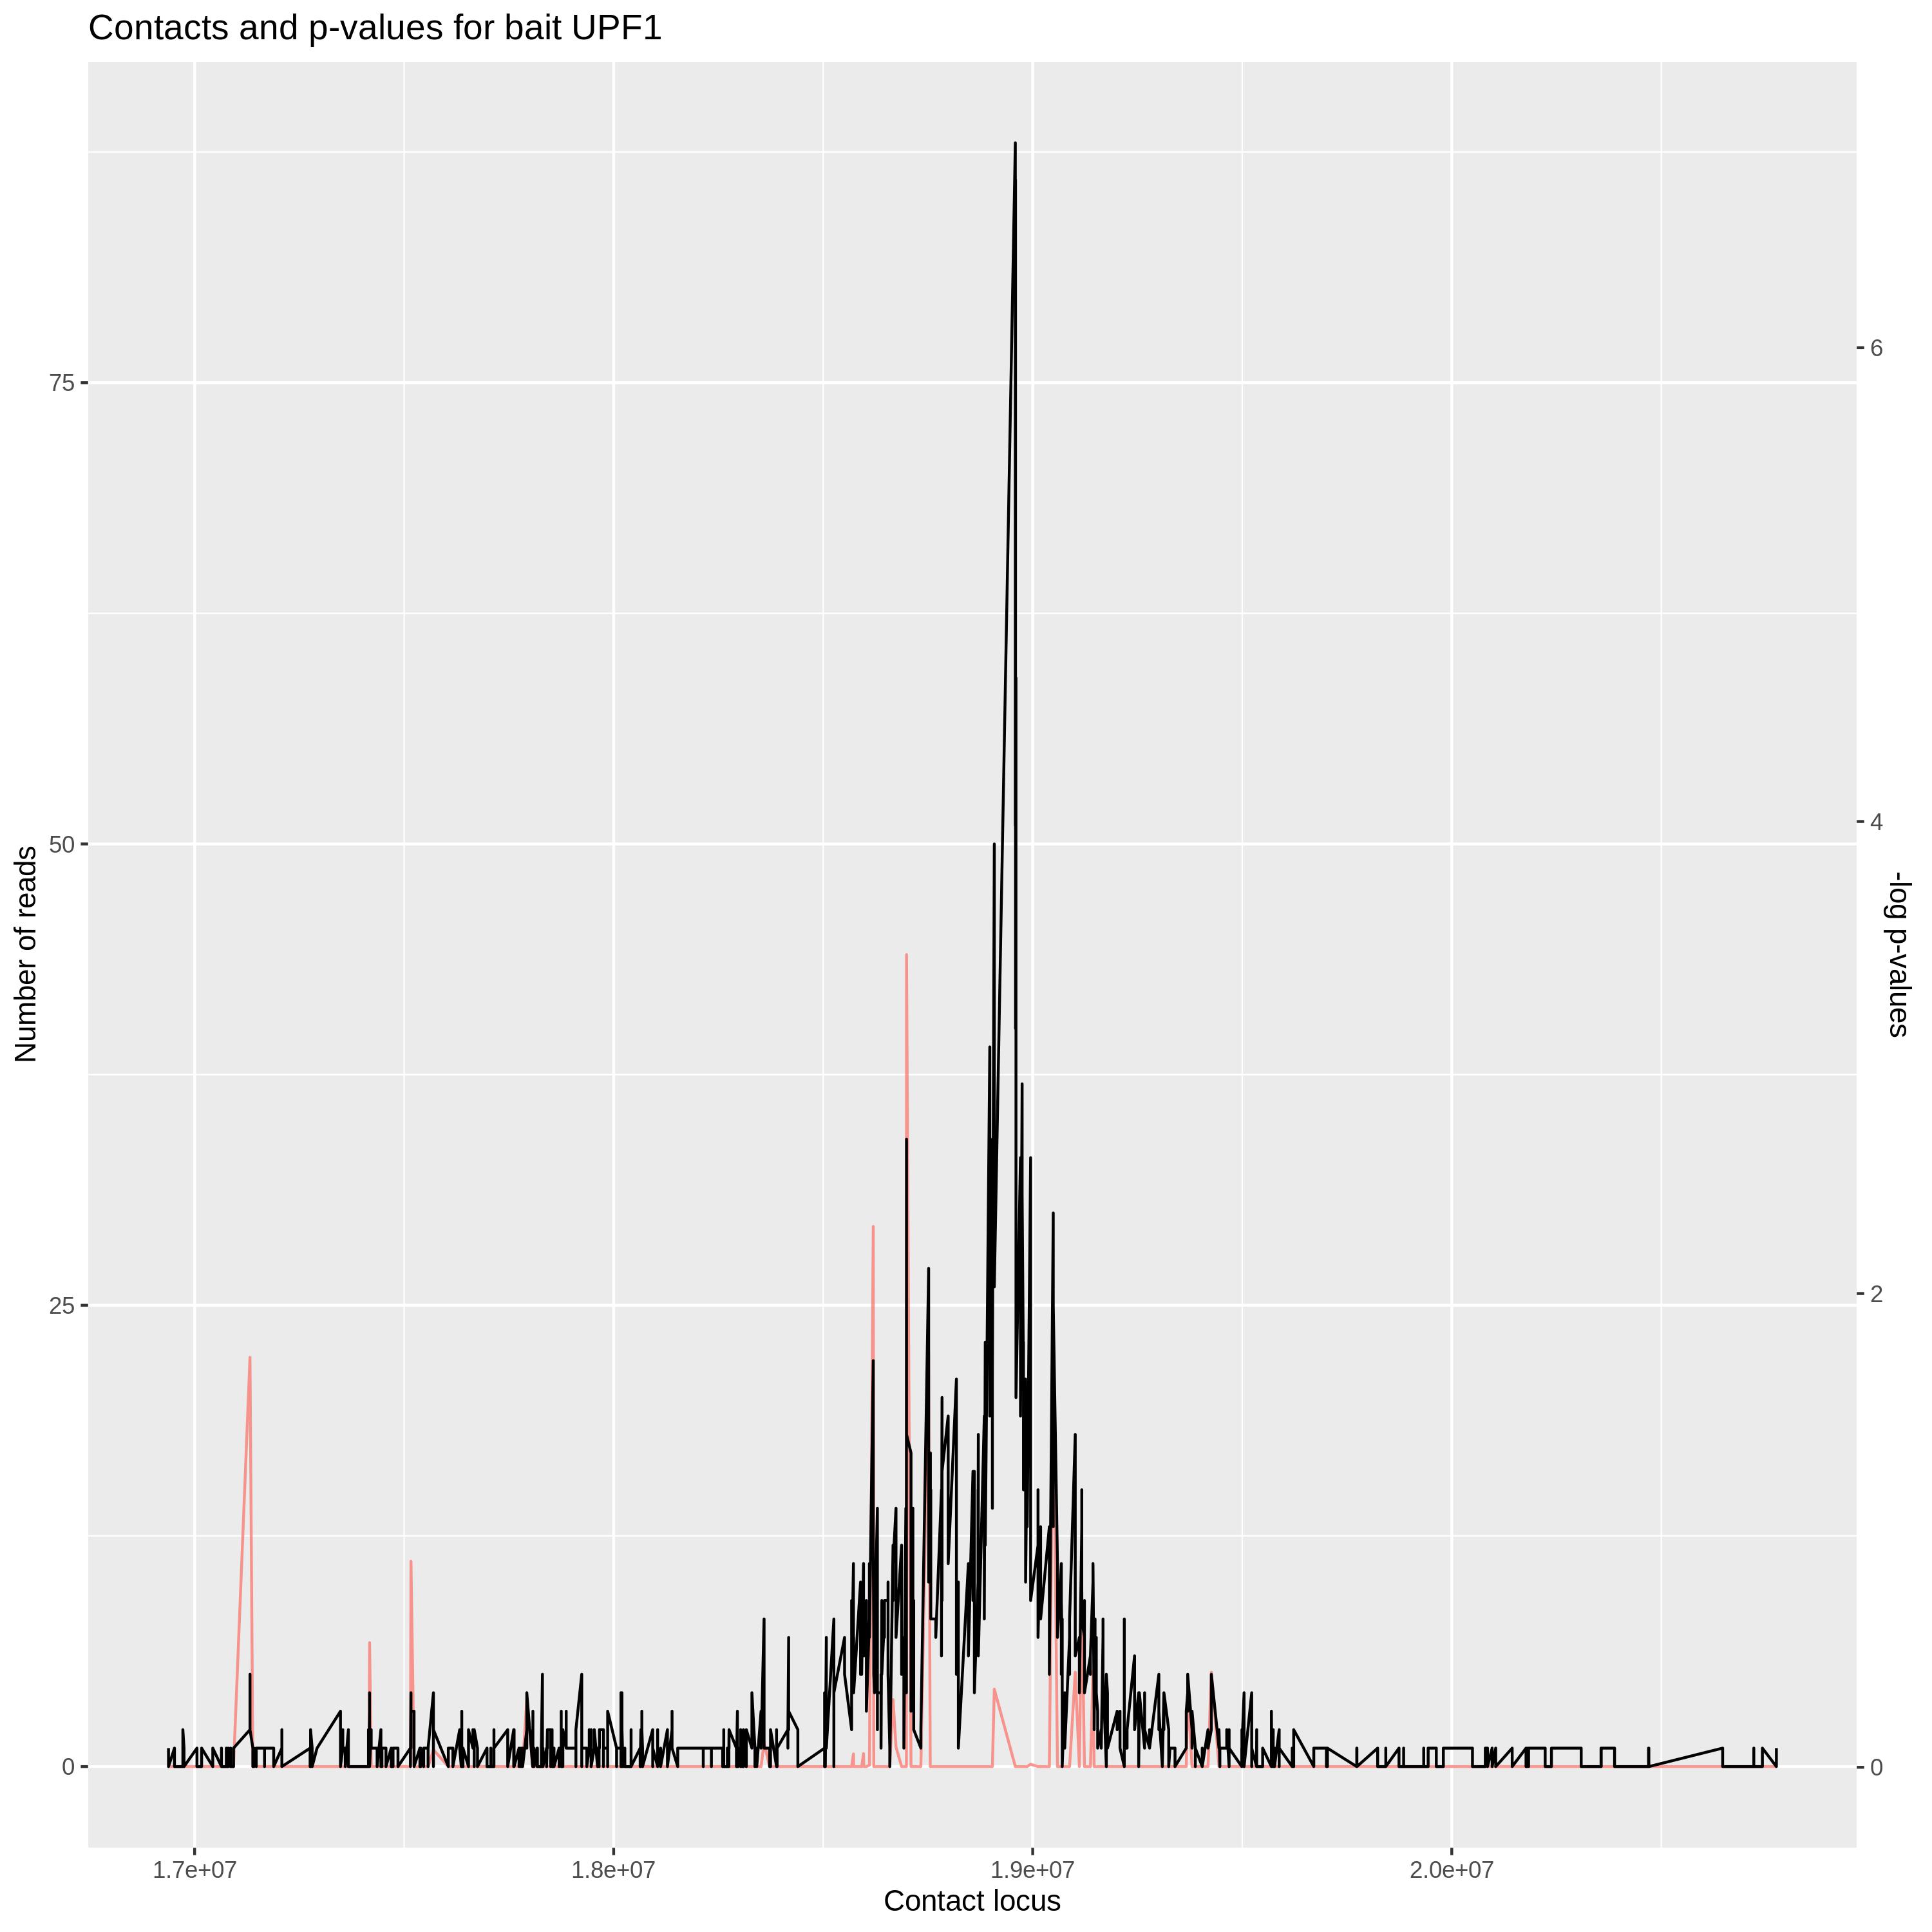 Contacts and p-values for bait UPF1
Number of reads
75
50
25
0
6
4
2
0
-log p-values
1.7e+07
1.8e+07
1.9e+07
2.0e+07
Contact locus